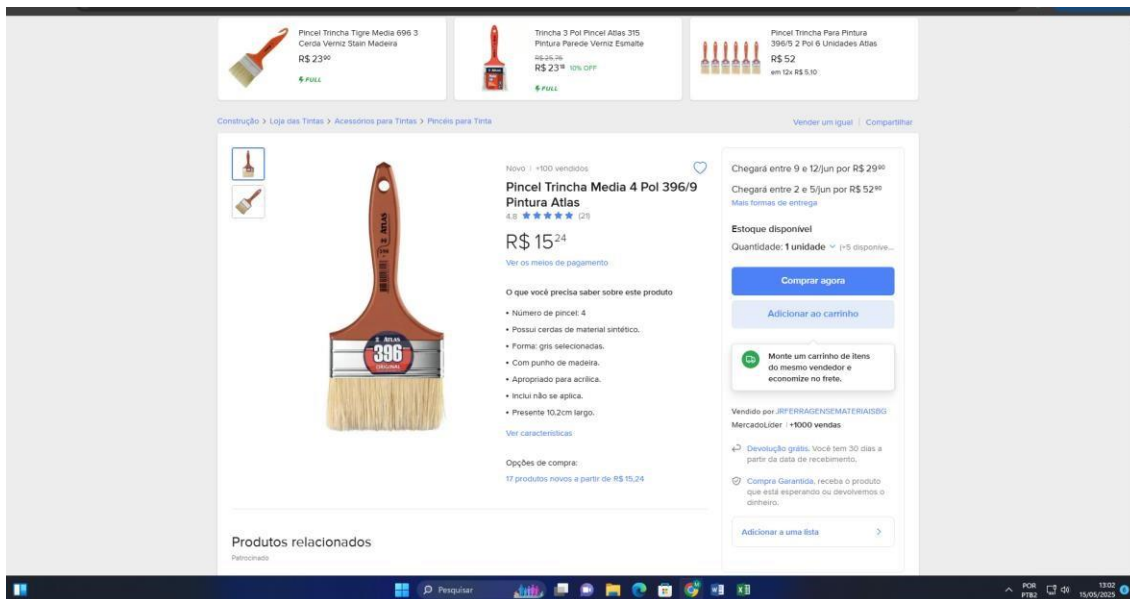 Pincel Trincha Tigre Media 696 3
Cerda Verniz Stain Madeira
R$ 23⁹⁰
FULL
Trincha 3 Pol Pincel Atlas 315
Pintura Parede Verniz Esmalte
R$ 25,76
R$ 23¹⁸ 10% OFF
FULL
Pincel Trincha Para Pintura
396/5 2 Pol 6 Unidades Atlas
R$ 52
em 12x R$ 5,10
Construção > Loja das Tintas > Acessórios para Tintas > Pincéis para Tinta
Vender um igual | Compartilhar
ATLAS
ATLAS
396
ORIGINAL
Novo | +100 vendidos
Pincel Trincha Media 4 Pol 396/9
Pintura Atlas
4.8 ★★★★★ (21)
R$ 15²⁴
Ver os meios de pagamento
O que você precisa saber sobre este produto
• Número de pincel: 4
• Possui cerdas de material sintético.
• Forma: gris selecionadas.
• Com punho de madeira.
• Apropriado para acrílica.
• Inclui não se aplica.
• Presente 10.2cm largo.
Ver características
Opções de compra:
17 produtos novos a partir de R$ 15,24
Chegará entre 9 e 12/jun por R$ 29⁹⁰
Chegará entre 2 e 5/jun por R$ 52⁹⁰
Mais formas de entrega
Estoque disponível
Quantidade: 1 unidade (+5 disponíve...
Comprar agora
Adicionar ao carrinho
Monte um carrinho de itens
do mesmo vendedor e
economize no frete.
Vendido por JRFERRAGENSEMATERIAISBG
MercadoLíder | +1000 vendas
Devolução grátis. Você tem 30 dias a
partir da data de recebimento.
Compra Garantida, receba o produto
que está esperando ou devolvemos o
dinheiro.
Adicionar a uma lista
Produtos relacionados
Patrocinado
Pesquisar
POR
PTB2
13:02
15/05/2025